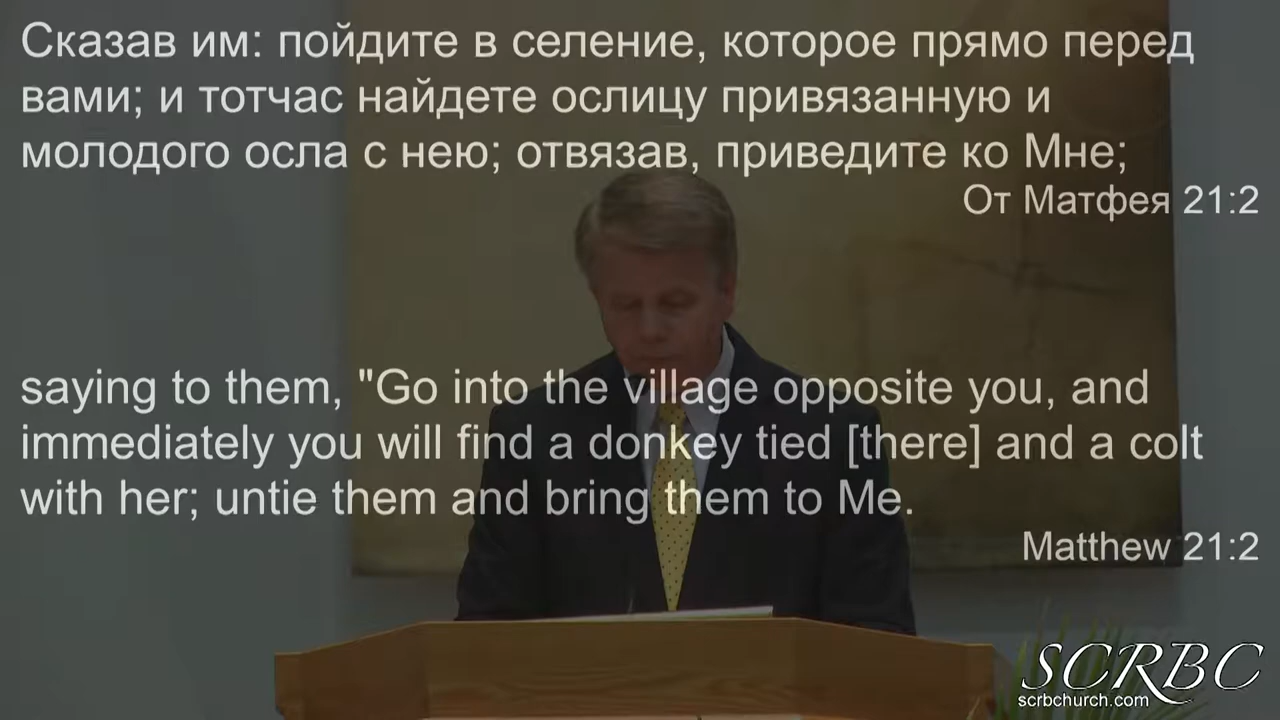 Сказав им: пойдите в селение, которое прямо перед
вами; и тотчас найдете ослицу привязанную и
молодого осла с нею; отвязав, приведите ко Мне;
От Матфея 21:2
saying to them, "Go into the village opposite you, and
immediately you will find a donkey tied [there] and a colt
with her; untie them and bring them to Me.
Matthew 21:2
SCRBC
scrbchurch.com